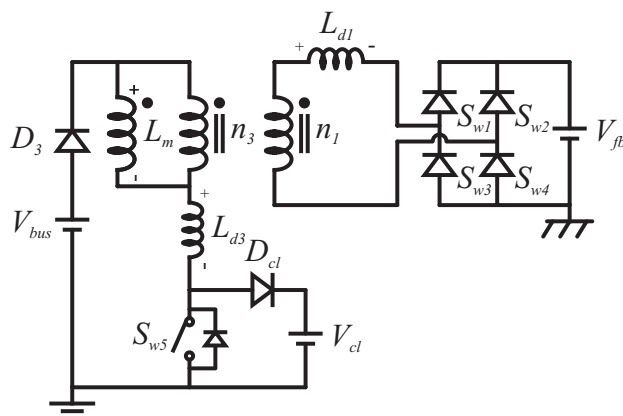 L_d1
+ -
+
D_3
L_m
n_3
n_1
S_w1
S_w2
V_fb
-
S_w3
S_w4
+
V_bus
L_d3
-
D_cl
S_w5
V_cl